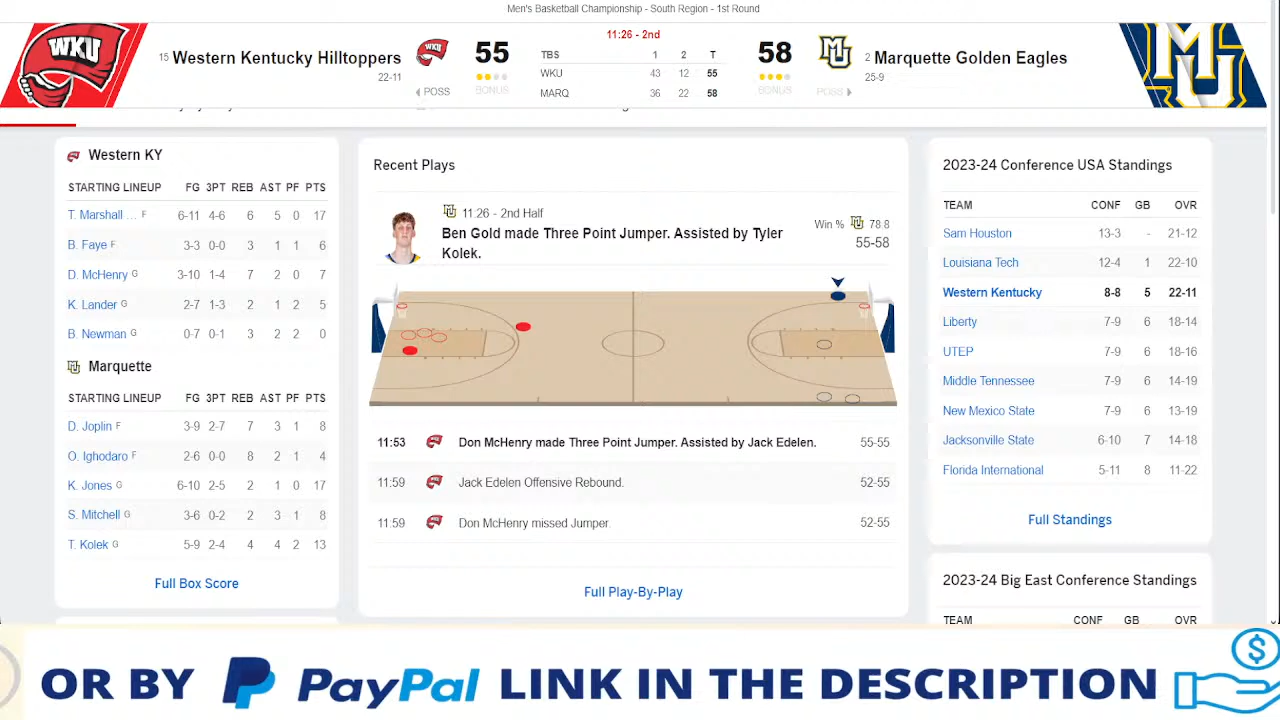 Men's Basketball Championship - South Region - 1st Round
15 Western Kentucky Hilltoppers
22-11
WKU
WKU
55
BONUS
POSS
11:26 - 2nd
TBS 1 2 T
WKU 43 12 55
MARQ 36 22 58
58
BONUS
MU
2 Marquette Golden Eagles
25-9
POSS
MU
Western KY
STARTING LINEUP FG 3PT REB AST PF PTS
T. Marshall ... F 6-11 4-6 6 5 0 17
B. Faye F 3-3 0-0 3 1 1 6
D. McHenry G 3-10 1-4 7 2 0 7
K. Lander G 2-7 1-3 2 1 2 5
B. Newman G 0-7 0-1 3 2 2 0
Marquette
STARTING LINEUP FG 3PT REB AST PF PTS
D. Joplin F 3-9 2-7 7 3 1 8
O. Ighodaro F 2-6 0-0 8 2 1 4
K. Jones G 6-10 2-5 2 1 0 17
S. Mitchell G 3-6 0-2 2 3 1 8
T. Kolek G 5-9 2-4 4 4 2 13
Full Box Score
Recent Plays
11:26 - 2nd Half
Ben Gold made Three Point Jumper. Assisted by Tyler
Kolek.
Win % 78.8
55-58
11:53 Don McHenry made Three Point Jumper. Assisted by Jack Edelen. 55-55
11:59 Jack Edelen Offensive Rebound. 52-55
11:59 Don McHenry missed Jumper. 52-55
Full Play-By-Play
2023-24 Conference USA Standings
TEAM CONF GB OVR
Sam Houston 13-3 - 21-12
Louisiana Tech 12-4 1 22-10
Western Kentucky 8-8 5 22-11
Liberty 7-9 6 18-14
UTEP 7-9 6 18-16
Middle Tennessee 7-9 6 14-19
New Mexico State 7-9 6 13-19
Jacksonville State 6-10 7 14-18
Florida International 5-11 8 11-22
Full Standings
2023-24 Big East Conference Standings
TEAM CONF GB OVR
OR BY PayPal LINK IN THE DESCRIPTION